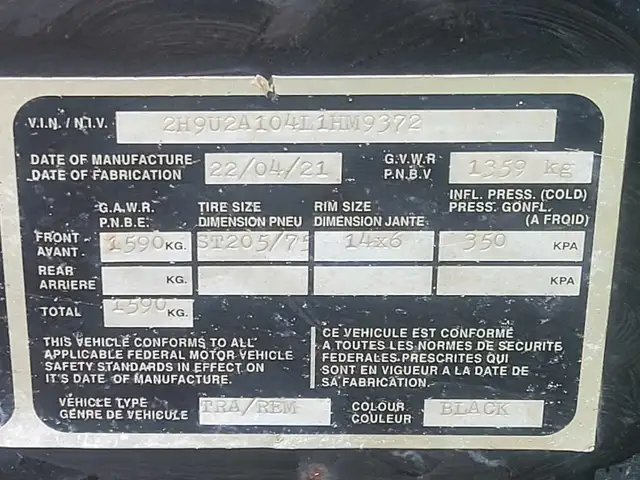 V.I.N. / N.I.V. 2H9U2A104L1HM9372
DATE OF MANUFACTURE
DATE OF FABRICATION 22/04/21
G.V.W.R
P.N.B.V 1359 kg
G.A.W.R.
P.N.B.E.
TIRE SIZE
DIMENSION PNEU
RIM SIZE
DIMENSION JANTE
INFL. PRESS. (COLD)
PRESS. GONFL.
(A FROID)
FRONT
AVANT 1590 KG. ST205/75 14x6 350 KPA
REAR
ARRIERE KG. KPA
TOTAL 1590 KG.
THIS VEHICLE CONFORMS TO ALL
APPLICABLE FEDERAL MOTOR VEHICLE
SAFETY STANDARDS IN EFFECT ON
IT'S DATE OF MANUFACTURE.
CE VEHICULE EST CONFORME
A TOUTES LES NORMES DE SECURITE
FEDERALES PRESCRITES QUI
SONT EN VIGUEUR A LA DATE DE
SA FABRICATION.
VÉHICLE TYPE
GENRE DE VEHICULE TRA/REM
COLOUR
COULEUR BLACK